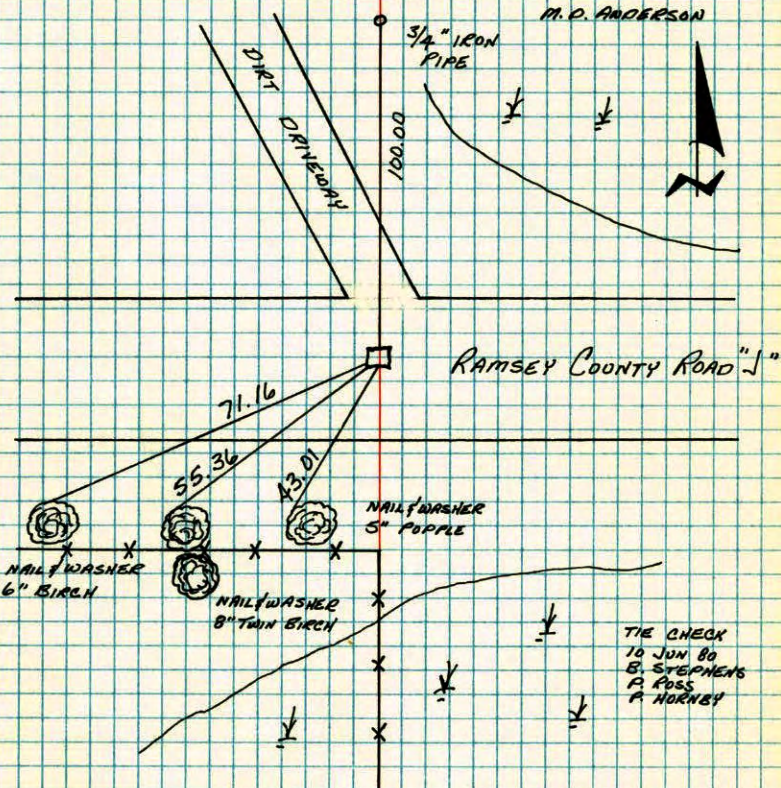 M.D. ANDERSON
3/4" IRON
PIPE
DIRT DRIVEWAY
100.00
RAMSEY COUNTY ROAD "J"
71.16
55.36
43.01
NAIL & WASHER
5" POPPLE
NAIL & WASHER
6" BIRCH
NAIL & WASHER
8" TWIN BIRCH
TIE CHECK
10 JUN 80
B. STEPHENS
P. ROSS
P. HORNBY